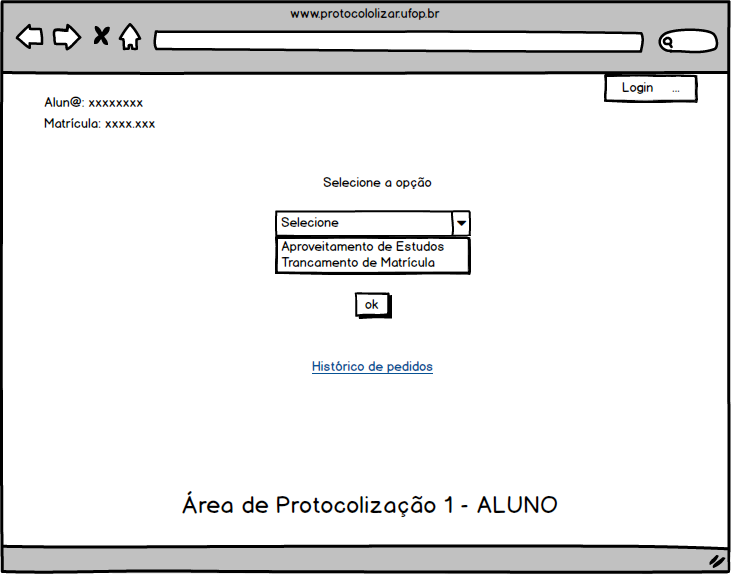 www.protocololizar.ufop.br
Login ...
Alun@: xxxxxxxx
Matrícula: xxxx.xxx
Selecione a opção
Selecione
Aproveitamento de Estudos
Trancamento de Matrícula
ok
Histórico de pedidos
Área de Protocolização 1 - ALUNO